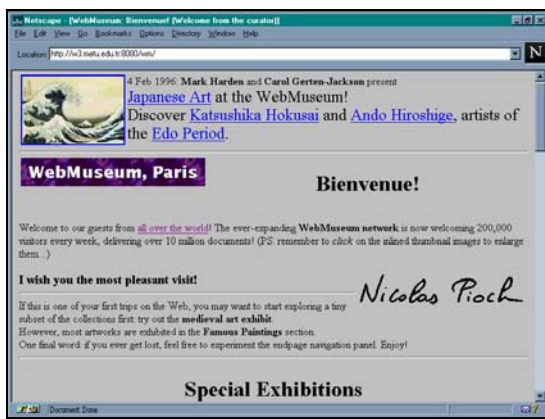 Netscape - [WebMuseum: Bienvenue! (Welcome from the curator)]
File Edit View Go Bookmarks Options Directory Window Help
Location: http://w3.metu.edu.tr:8080/wm/
N
4 Feb 1996: Mark Harden and Carol Gerten-Jackson present
Japanese Art at the WebMuseum!
Discover Katsushika Hokusai and Ando Hiroshige, artists of
the Edo Period.
WebMuseum, Paris
Bienvenue!
Welcome to our guests from all over the world! The ever-expanding WebMuseum network is now welcoming 200,000
visitors every week, delivering over 10 million documents! (PS: remember to click on the inlined thumbnail images to enlarge
them...)
I wish you the most pleasant visit!
Nicolas Pioch
If this is one of your first trips on the Web, you may want to start exploring a tiny
subset of the collections first: try out the medieval art exhibit.
However, most artworks are exhibited in the Famous Paintings section.
One final word: if you ever get lost, feel free to experiment the endpage navigation panel. Enjoy!
Special Exhibitions
Document: Done